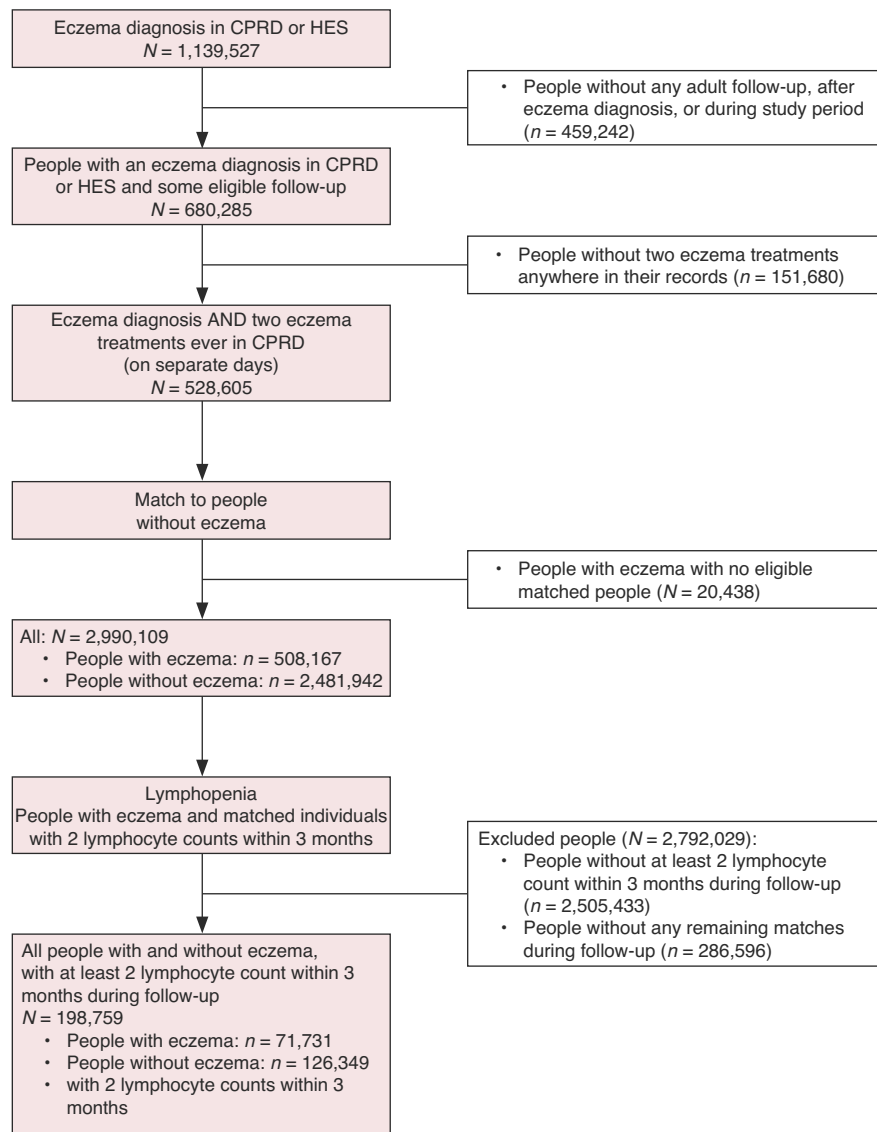 Eczema diagnosis in CPRD or HES
N = 1,139,527
• People without any adult follow-up, after
eczema diagnosis, or during study period
(n = 459,242)
People with an eczema diagnosis in CPRD
or HES and some eligible follow-up
N = 680,285
• People without two eczema treatments
anywhere in their records (n = 151,680)
Eczema diagnosis AND two eczema
treatments ever in CPRD
(on separate days)
N = 528,605
Match to people
without eczema
• People with eczema with no eligible
matched people (N = 20,438)
All: N = 2,990,109
• People with eczema: n = 508,167
• People without eczema: n = 2,481,942
Lymphopenia
People with eczema and matched individuals
with 2 lymphocyte counts within 3 months
Excluded people (N = 2,792,029):
• People without at least 2 lymphocyte
count within 3 months during follow-up
(n = 2,505,433)
• People without any remaining matches
during follow-up (n = 286,596)
All people with and without eczema,
with at least 2 lymphocyte count within 3
months during follow-up
N = 198,759
• People with eczema: n = 71,731
• People without eczema: n = 126,349
• with 2 lymphocyte counts within 3
months